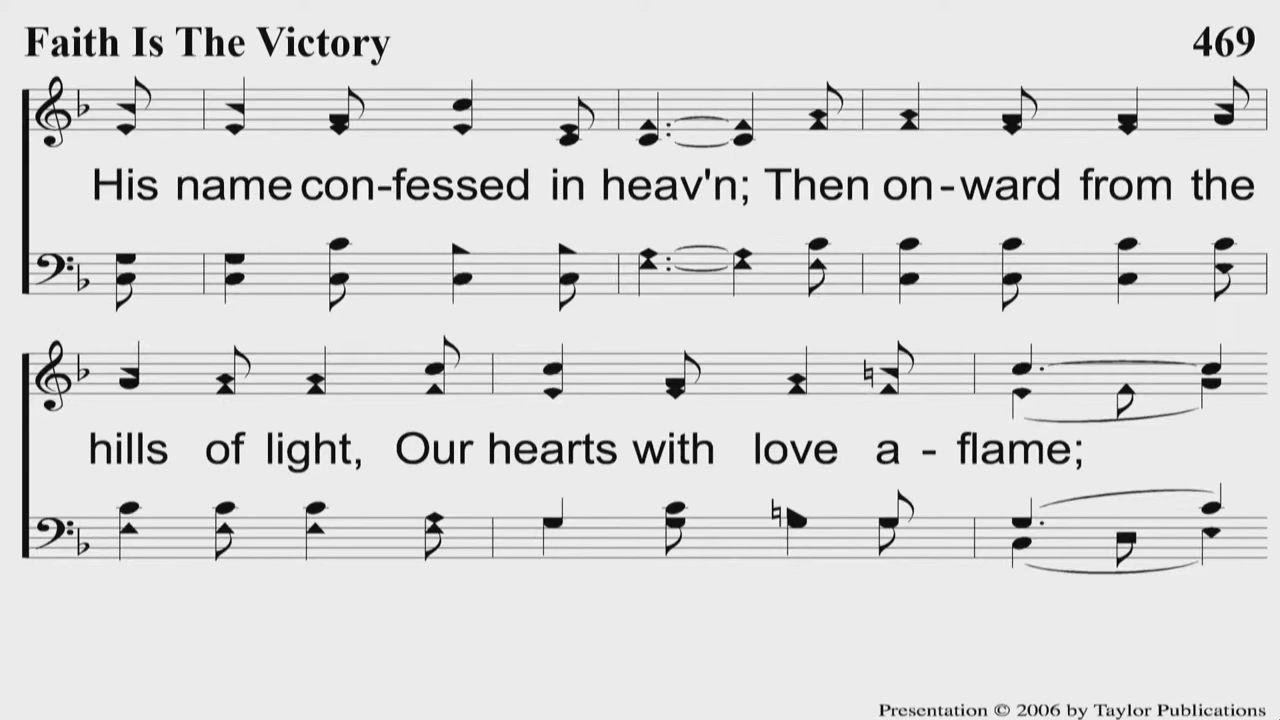 Faith Is The Victory 469
His name con-fessed in heav'n; Then on-ward from the
hills of light, Our hearts with love a - flame;
Presentation © 2006 by Taylor Publications